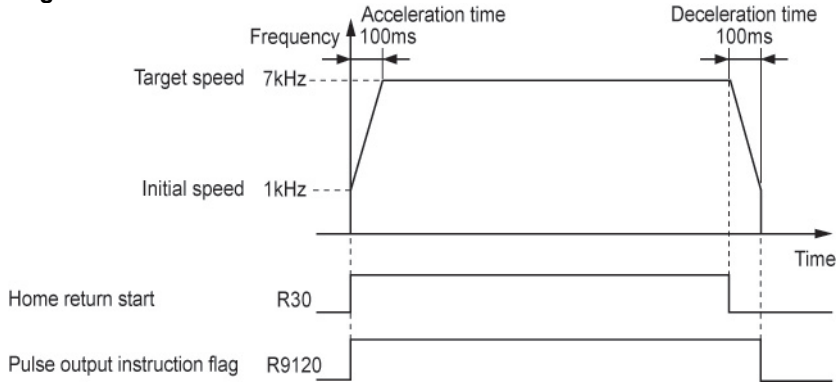 Acceleration time Deceleration time
Frequency 100ms 100ms
Target speed 7kHz
Initial speed 1kHz
Time
Home return start R30
Pulse output instruction flag R9120